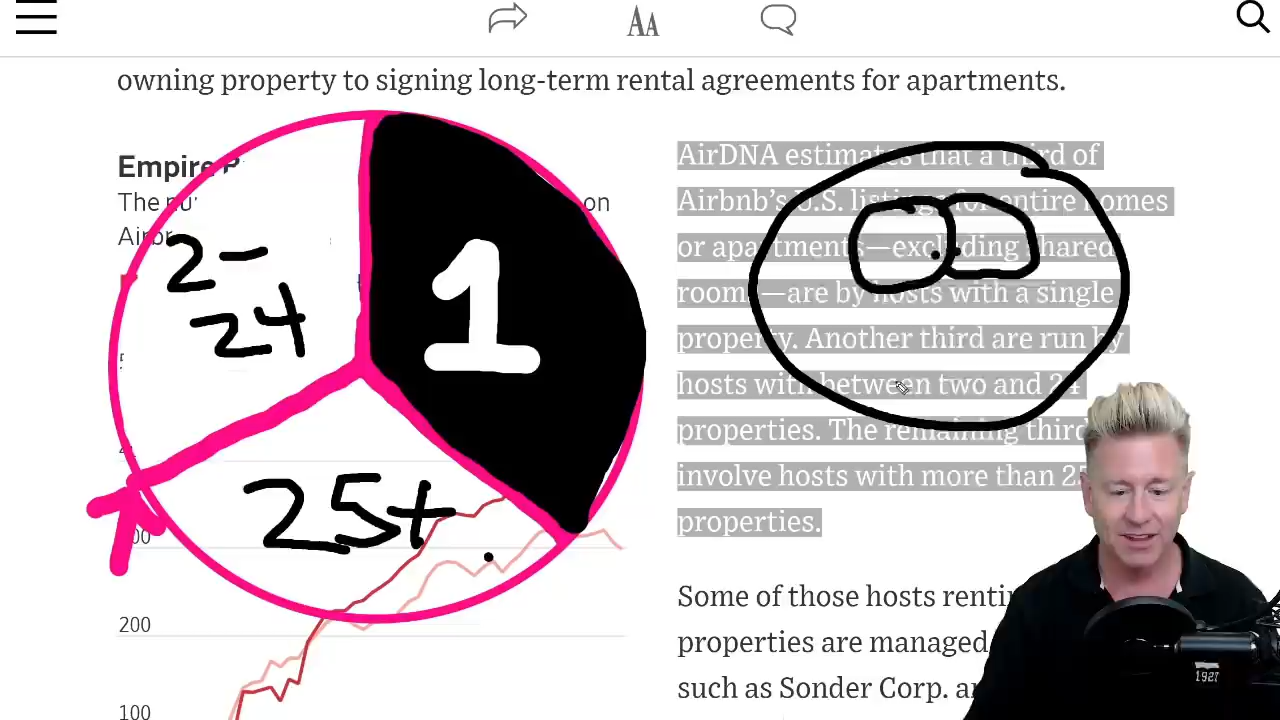 AA
owning property to signing long-term rental agreements for apartments.
Empire
The on
2-
24
1
25+
200
100
AirDNA estimates that a third of
Airbnb’s U.S. listings for entire homes
or apartments—excluding shared
rooms—are by hosts with a single
property. Another third are run by
hosts with between two and 24
properties. The remaining third
involve hosts with more than 25
properties.
Some of those hosts
properties are managed
such as Sonder Corp.
1927